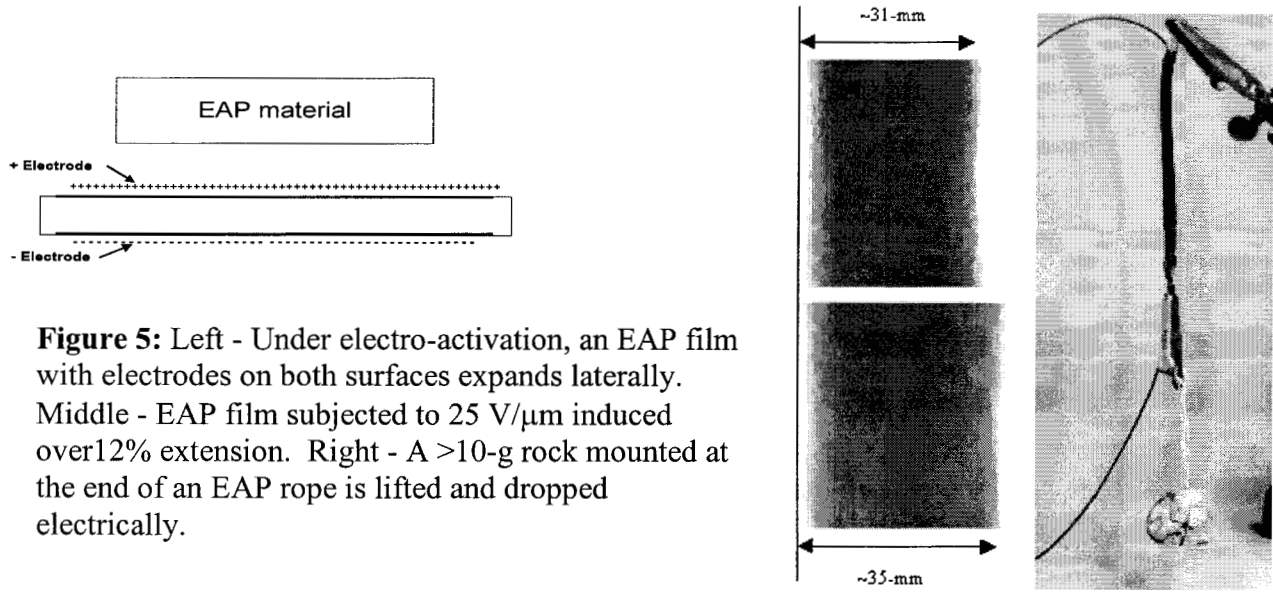 EAP material
+ Electrode
++++++++++++++++++++++++++++++++++++++++++++++++++++
- Electrode
Figure 5: Left - Under electro-activation, an EAP film
with electrodes on both surfaces expands laterally.
Middle - EAP film subjected to 25 V/μm induced
over12% extension.  Right - A >10-g rock mounted at
the end of an EAP rope is lifted and dropped
electrically.
~31-mm
~35-mm